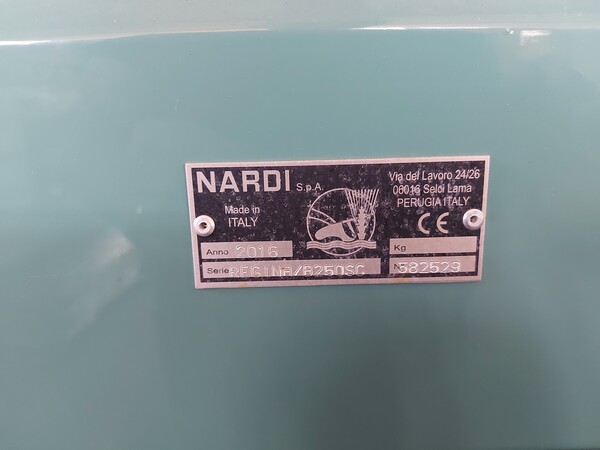 NARDI S.p.A.
Via del Lavoro 24/26
06016 Selci Lama
PERUGIA ITALY
Made in
ITALY
CE
Anno 2016
Kg
Serie REGINA/B250SC
N° 582529